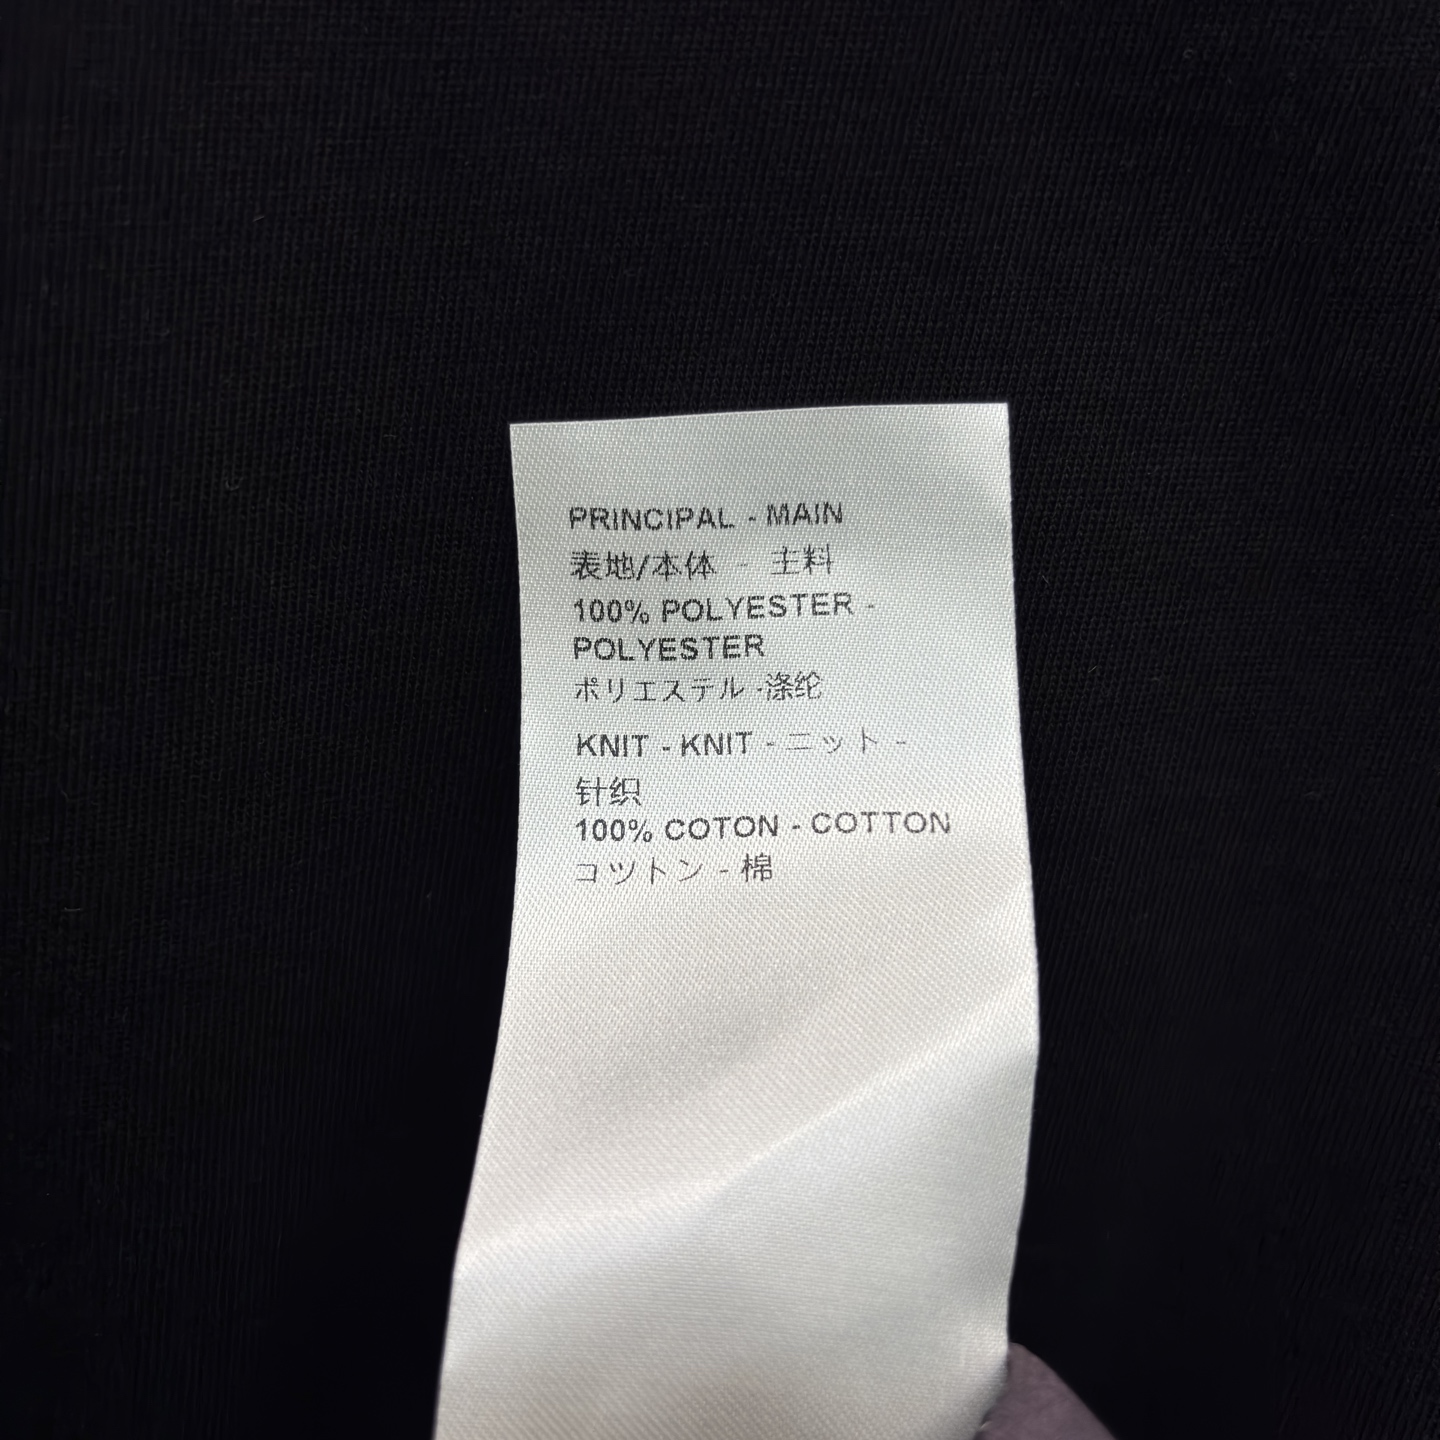 PRINCIPAL - MAIN
表地/本体 - 主料
100% POLYESTER -
POLYESTER
ポリエステル -涤纶
KNIT - KNIT - ニット -
针织
100% COTON - COTTON
コツトン - 棉